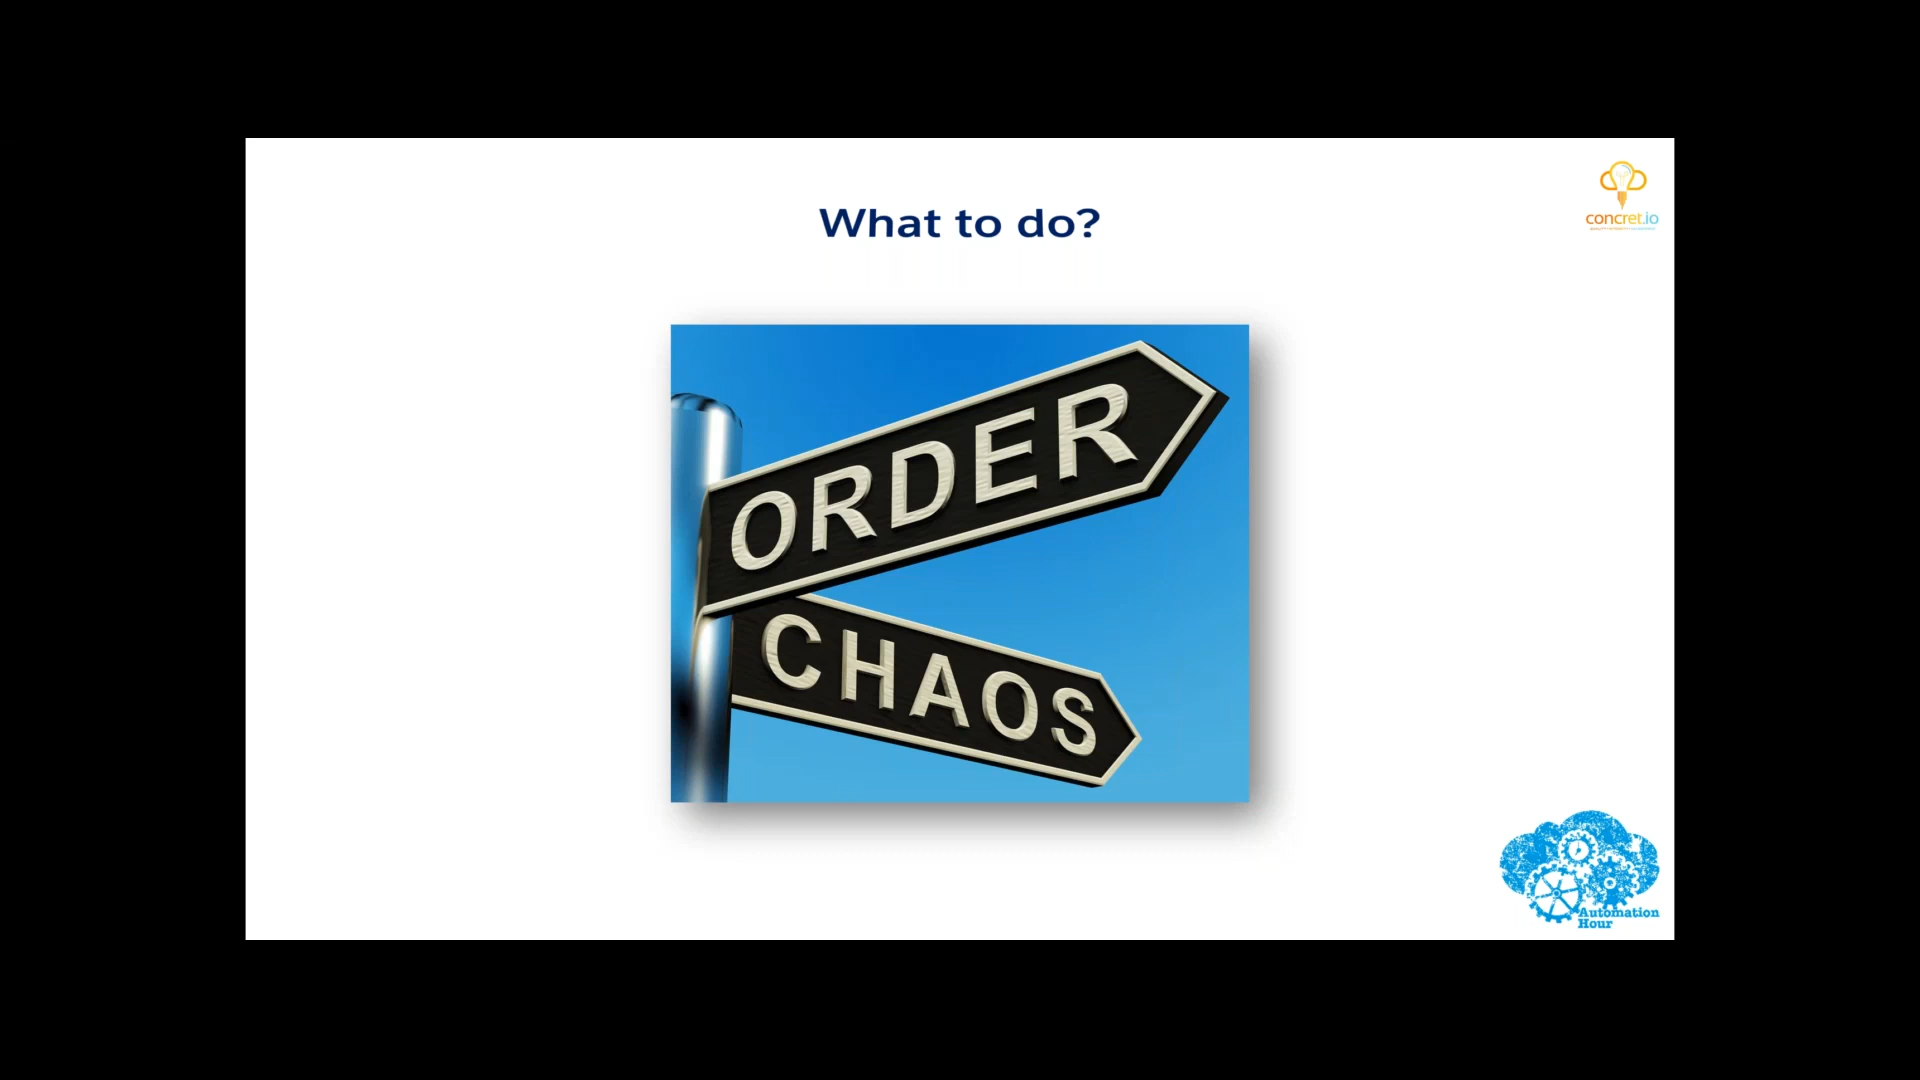 What to do?
concret.io
ORDER
CHAOS
Automation
Hour